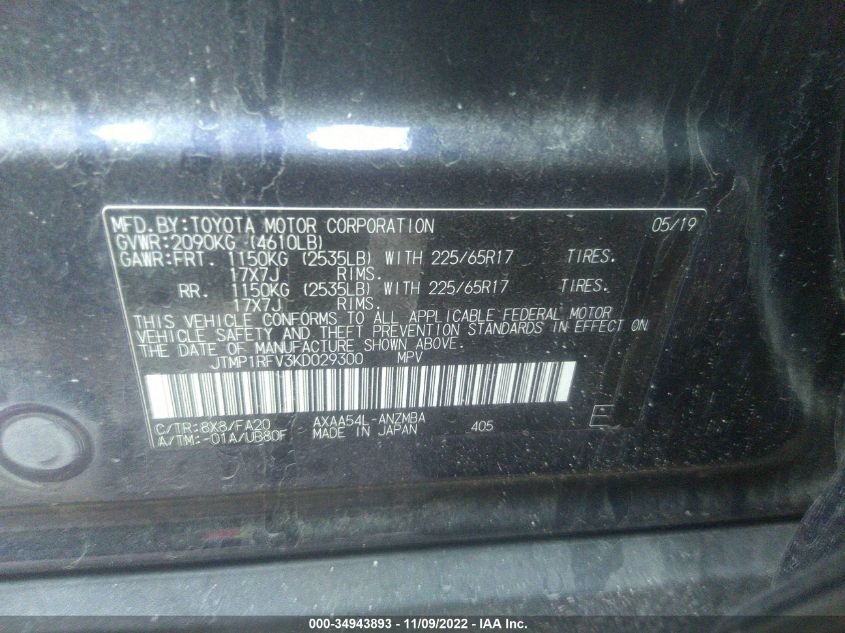 MFD.BY:TOYOTA MOTOR CORPORATION 05/19
GVWR:2090KG (4610LB)
GAWR:FRT. 1150KG (2535LB) WITH 225/65R17 TIRES.
17X7J RIMS.
RR. 1150KG (2535LB) WITH 225/65R17 TIRES.
17X7J RIMS.
THIS VEHICLE CONFORMS TO ALL APPLICABLE FEDERAL MOTOR
VEHICLE SAFETY AND THEFT PREVENTION STANDARDS IN EFFECT ON
THE DATE OF MANUFACTURE SHOWN ABOVE.
JTMP1RFV3KD029300 MPV
C/TR:8X8/FA20 AXAA54L-ANZMBA 405
A/TM:-01A/UB80F MADE IN JAPAN
000-34943893 - 11/09/2022 - IAA Inc.